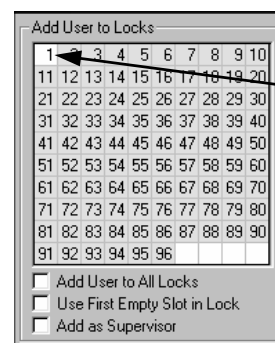 Add User to Locks
1 2 3 4 5 6 7 8 9 10
11 12 13 14 15 16 17 18 19 20
21 22 23 24 25 26 27 28 29 30
31 32 33 34 35 36 37 38 39 40
41 42 43 44 45 46 47 48 49 50
51 52 53 54 55 56 57 58 59 60
61 62 63 64 65 66 67 68 69 70
71 72 73 74 75 76 77 78 79 80
81 82 83 84 85 86 87 88 89 90
91 92 93 94 95 96
Add User to All Locks
Use First Empty Slot in Lock
Add as Supervisor